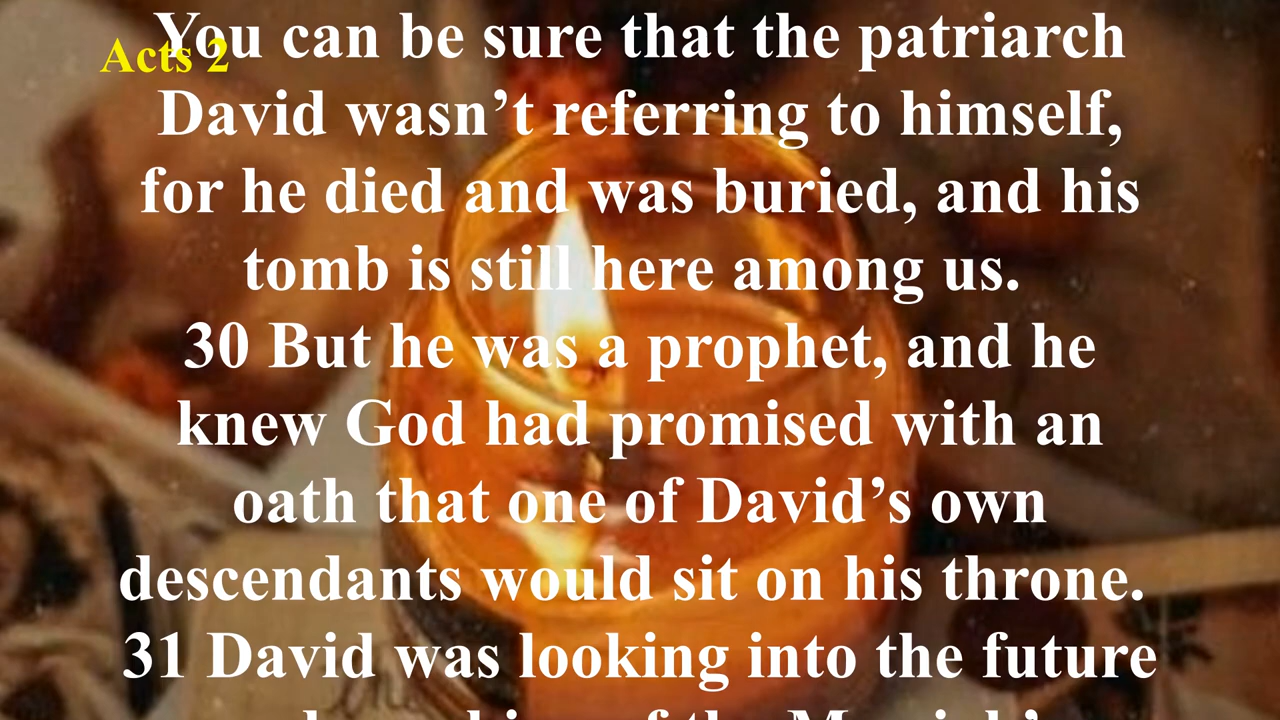 Acts 2
You can be sure that the patriarch
David wasn’t referring to himself,
for he died and was buried, and his
tomb is still here among us.
30 But he was a prophet, and he
knew God had promised with an
oath that one of David’s own
descendants would sit on his throne.
31 David was looking into the future